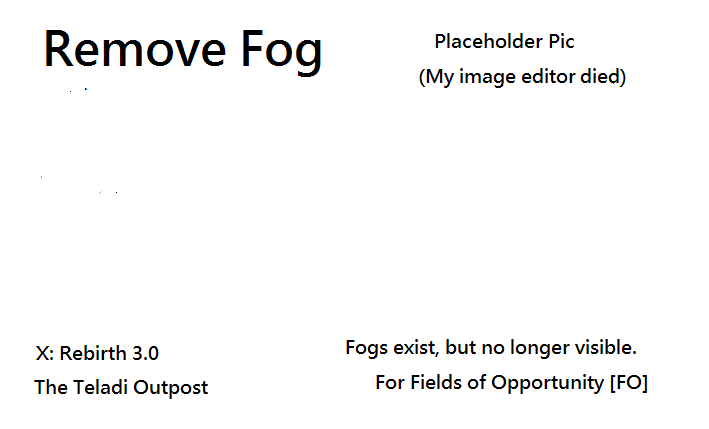 Remove Fog
Placeholder Pic
(My image editor died)
X: Rebirth 3.0
The Teladi Outpost
Fogs exist, but no longer visible.
For Fields of Opportunity [FO]